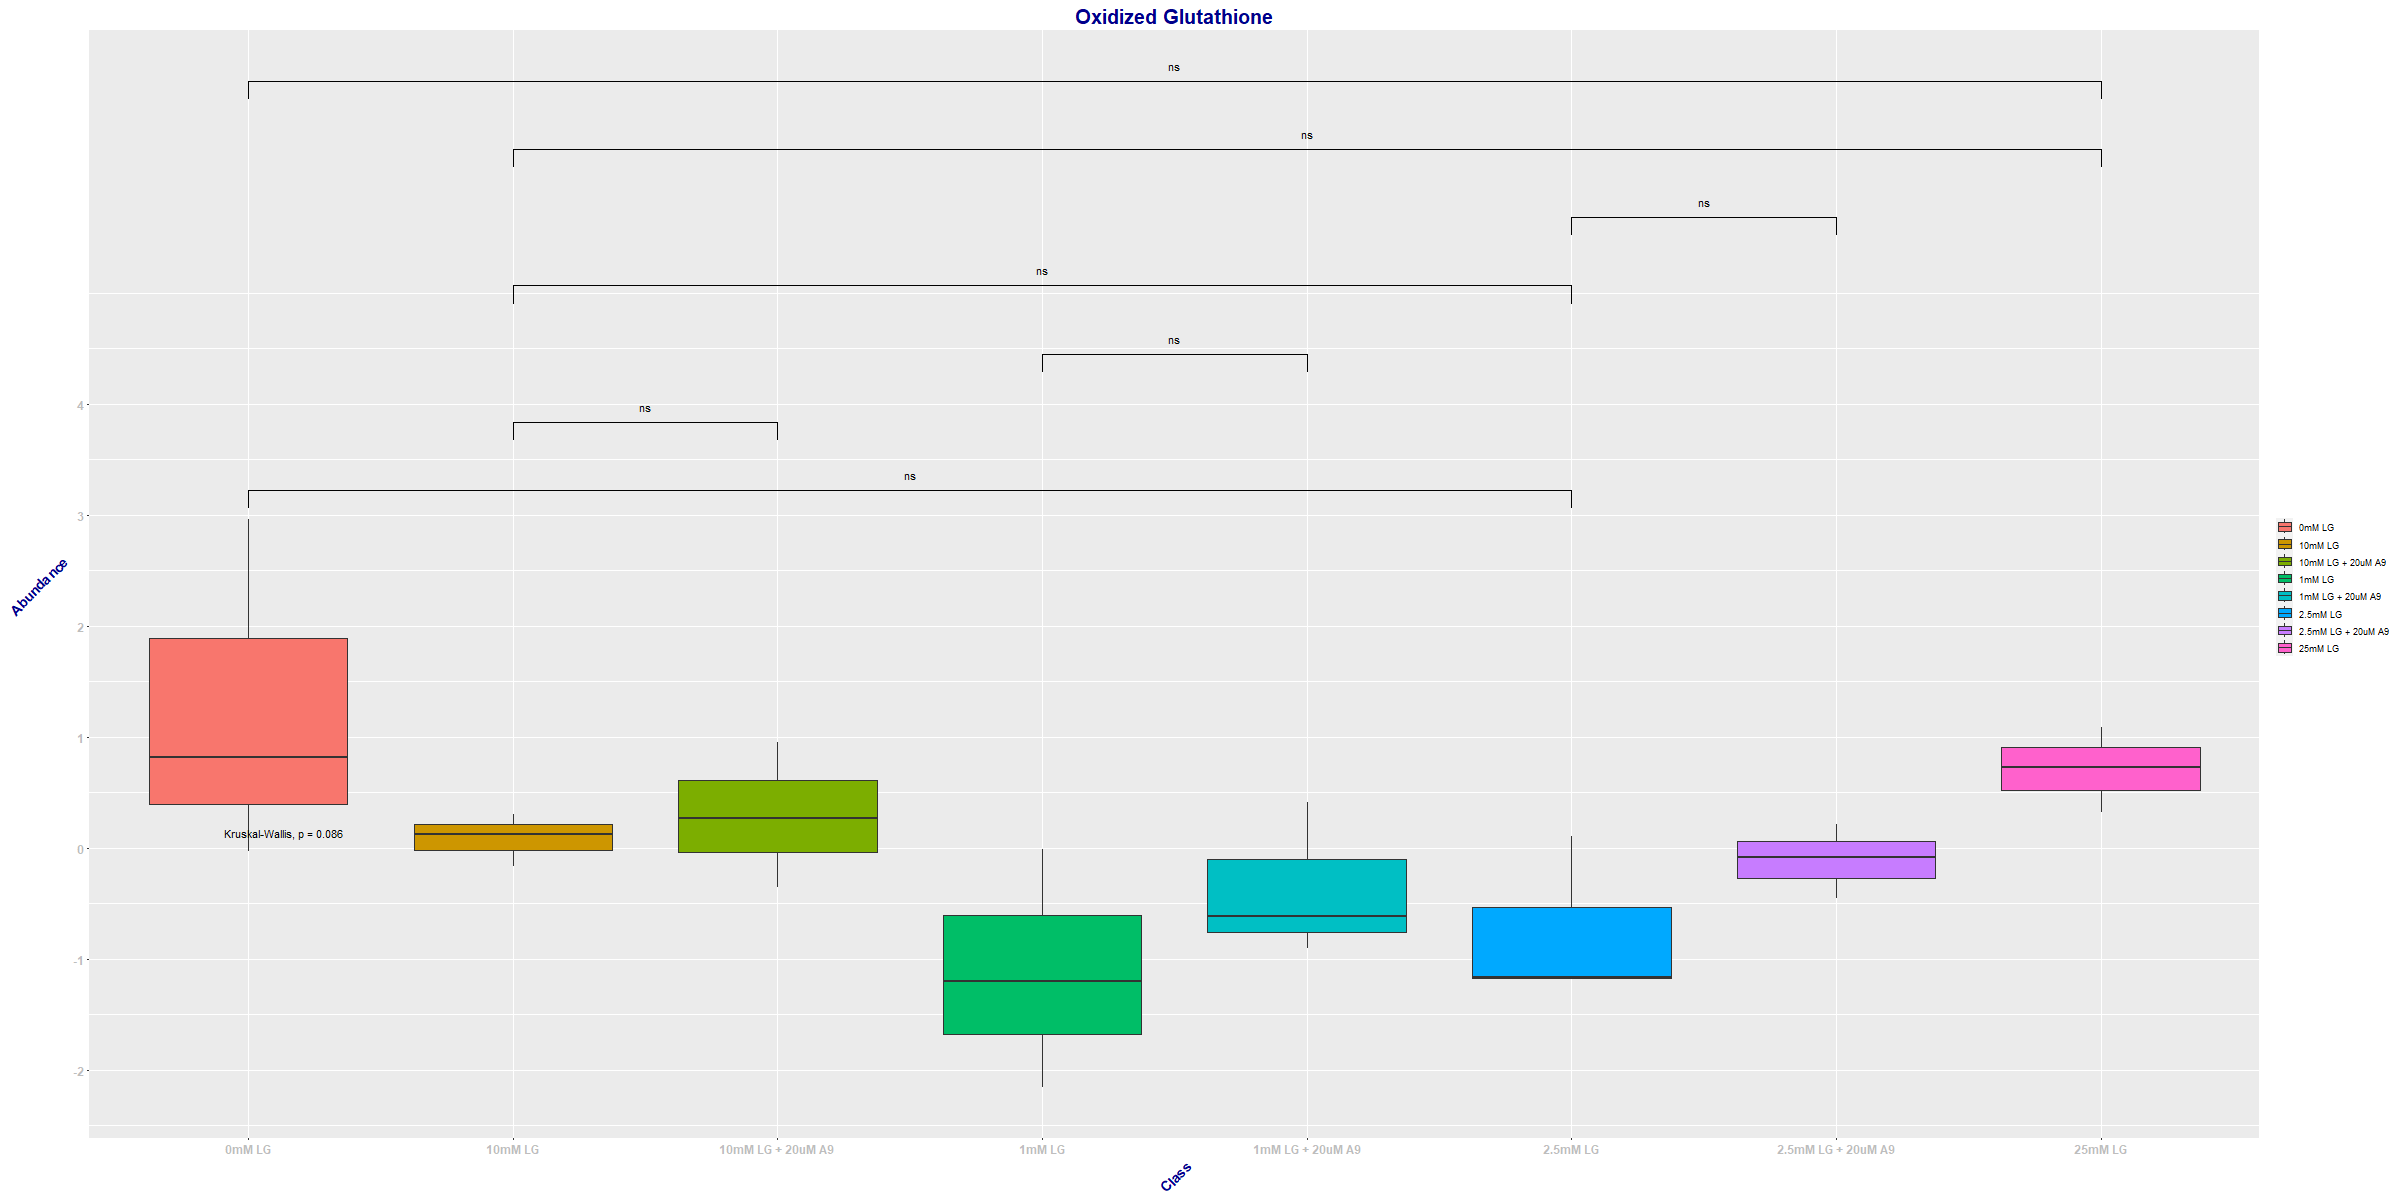 Oxidized Glutathione
ns
ns
ns
ns
ns
ns
ns
4
3
2
1
0
-1
-2
Abundance
Kruskal-Wallis, p = 0.086
0mM LG
10mM LG
10mM LG + 20uM A9
1mM LG
1mM LG + 20uM A9
2.5mM LG
2.5mM LG + 20uM A9
25mM LG
Class
0mM LG
10mM LG
10mM LG + 20uM A9
1mM LG
1mM LG + 20uM A9
2.5mM LG
2.5mM LG + 20uM A9
25mM LG